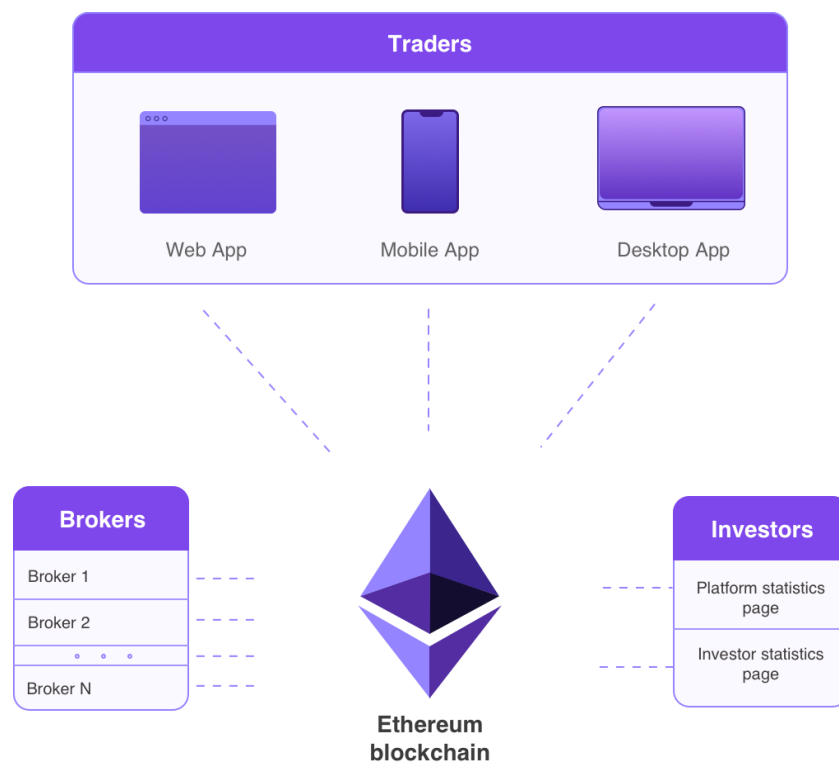 Traders
Web App
Mobile App
Desktop App
Brokers
Broker 1
Broker 2
Broker N
Investors
Platform statistics
page
Investor statistics
page
Ethereum
blockchain